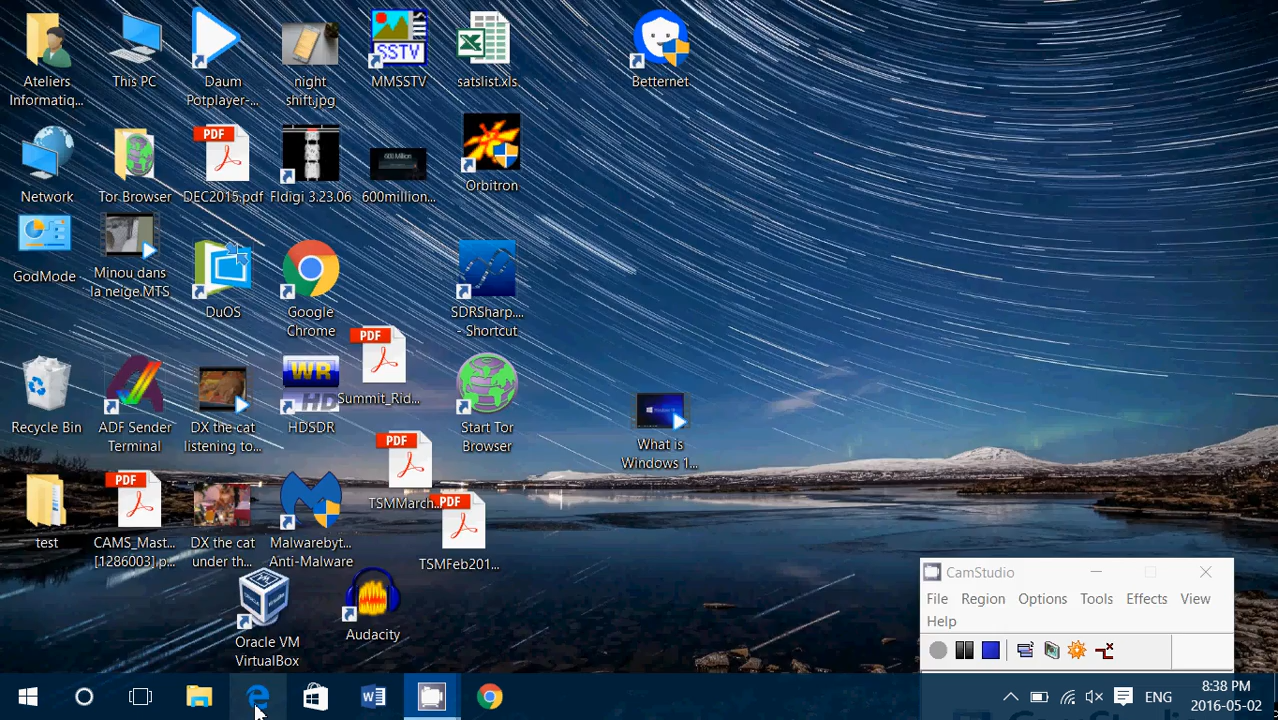 Ateliers
Informatiq...
This PC
Daum
Potplayer-...
night
shift.jpg
SSTV
MMSSTV
satslist.xls
Betternet
Network
Tor Browser
PDF
DEC2015.pdf
Fldigi 3.23.06
600 Million
600million...
Orbitron
GodMode
Minou dans
la neige.MTS
DuOS
Google
Chrome
SDRSharp....
- Shortcut
PDF
Summit_Rid...
Recycle Bin
ADF Sender
Terminal
DX the cat
listening to...
WR
HD
HDSDR
Start Tor
Browser
What is
Windows 1...
PDF
TSMMarch...
test
PDF
CAMS_Mast...
[1286003].p...
DX the cat
under th...
Malwarebyt...
Anti-Malware
PDF
TSMFeb201...
Oracle VM
VirtualBox
Audacity
CamStudio
File Region Options Tools Effects View
Help
ENG
8:38 PM
2016-05-02